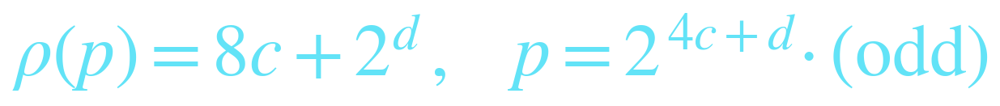 ρ(p) = 8c + 2^d, p = 2^{4c + d} · (odd)